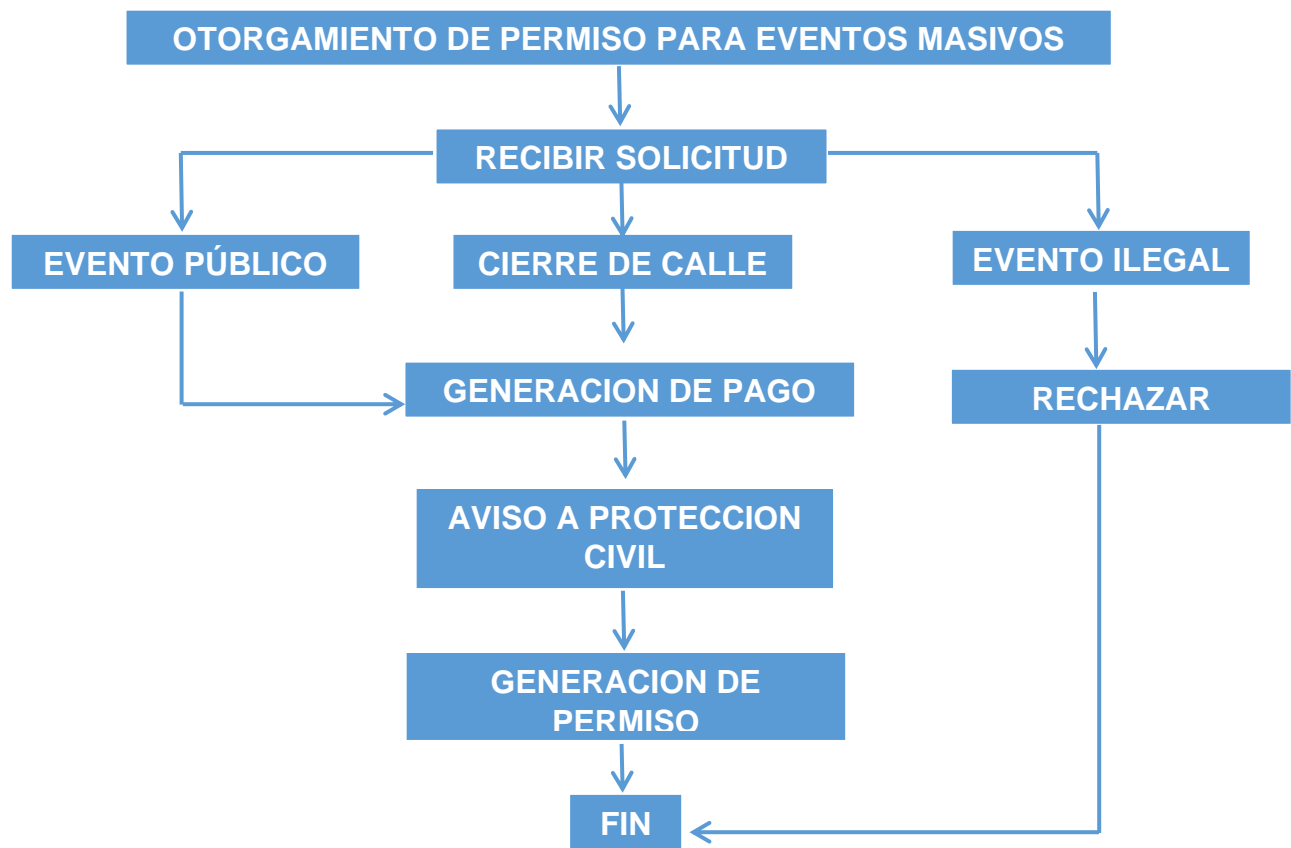 OTORGAMIENTO DE PERMISO PARA EVENTOS MASIVOS
RECIBIR SOLICITUD
EVENTO PÚBLICO
CIERRE DE CALLE
EVENTO ILEGAL
GENERACION DE PAGO
RECHAZAR
AVISO A PROTECCION
CIVIL
GENERACION DE
PERMISO
FIN